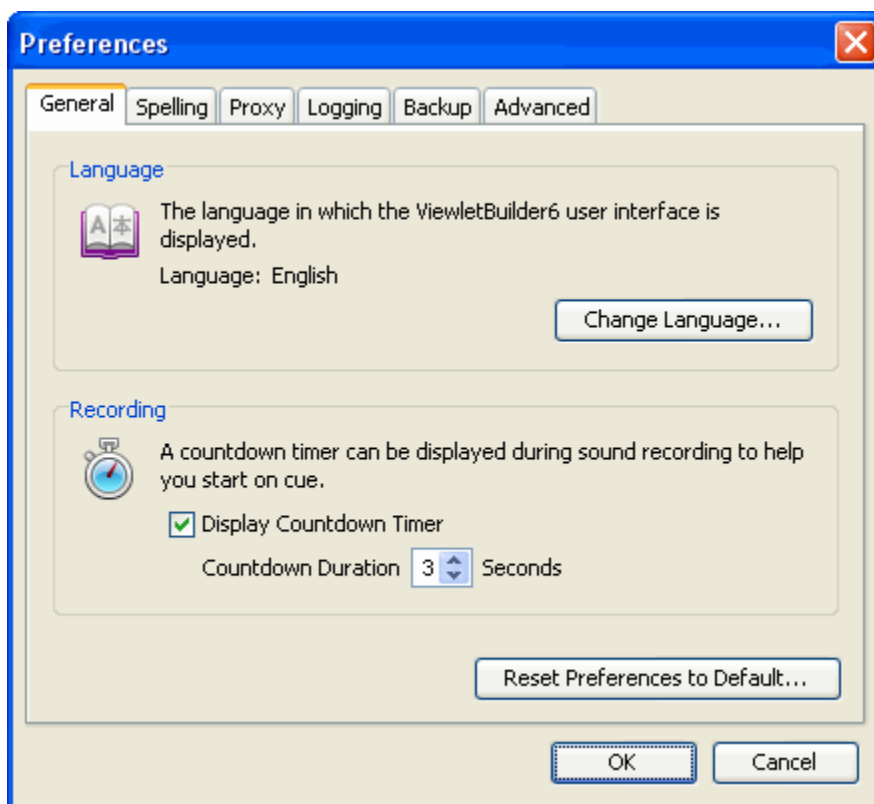 Preferences
General Spelling Proxy Logging Backup Advanced
Language
A本
The language in which the ViewletBuilder6 user interface is
displayed.
Language: English
Change Language...
Recording
A countdown timer can be displayed during sound recording to help
you start on cue.
Display Countdown Timer
Countdown Duration 3 Seconds
Reset Preferences to Default...
OK Cancel